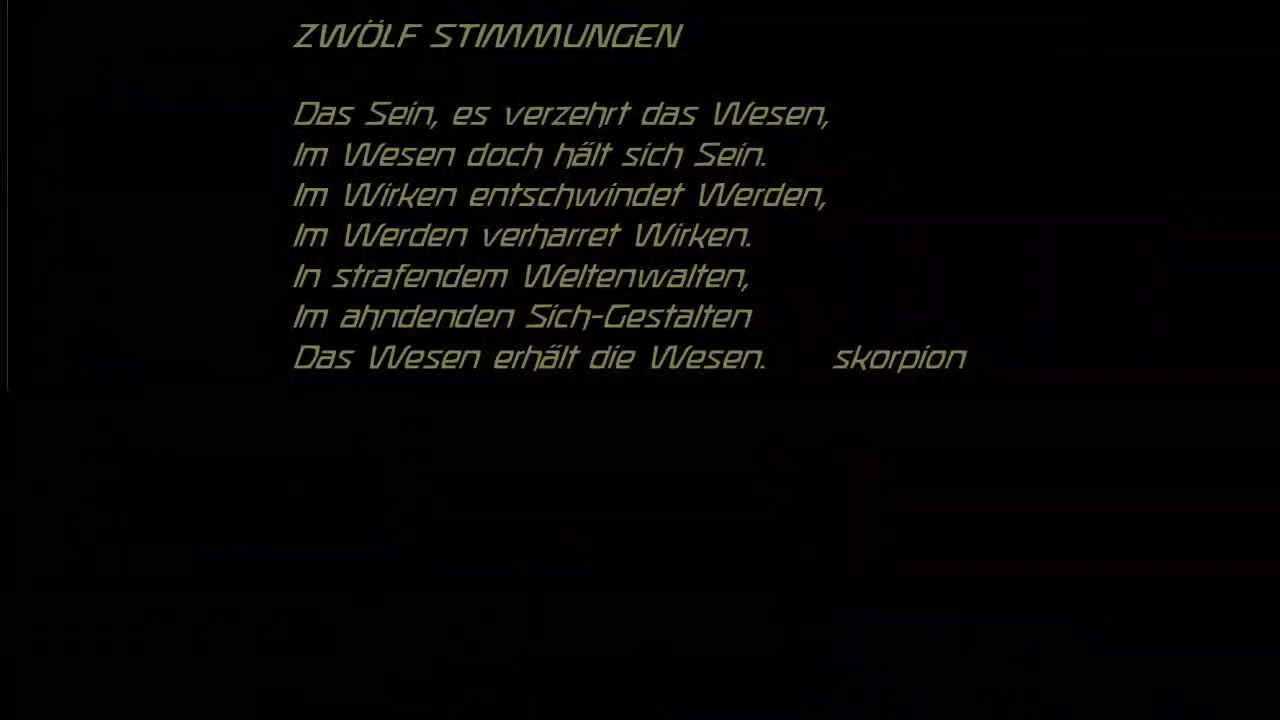 ZWÖLF STIMMUNGEN
Das Sein, es verzehrt das Wesen,
Im Wesen doch hält sich Sein.
Im Wirken entschwindet Werden,
Im Werden verharret Wirken.
In strafendem Weltenwalten,
Im ahndenden Sich-Gestalten
Das Wesen erhält die Wesen. skorpion